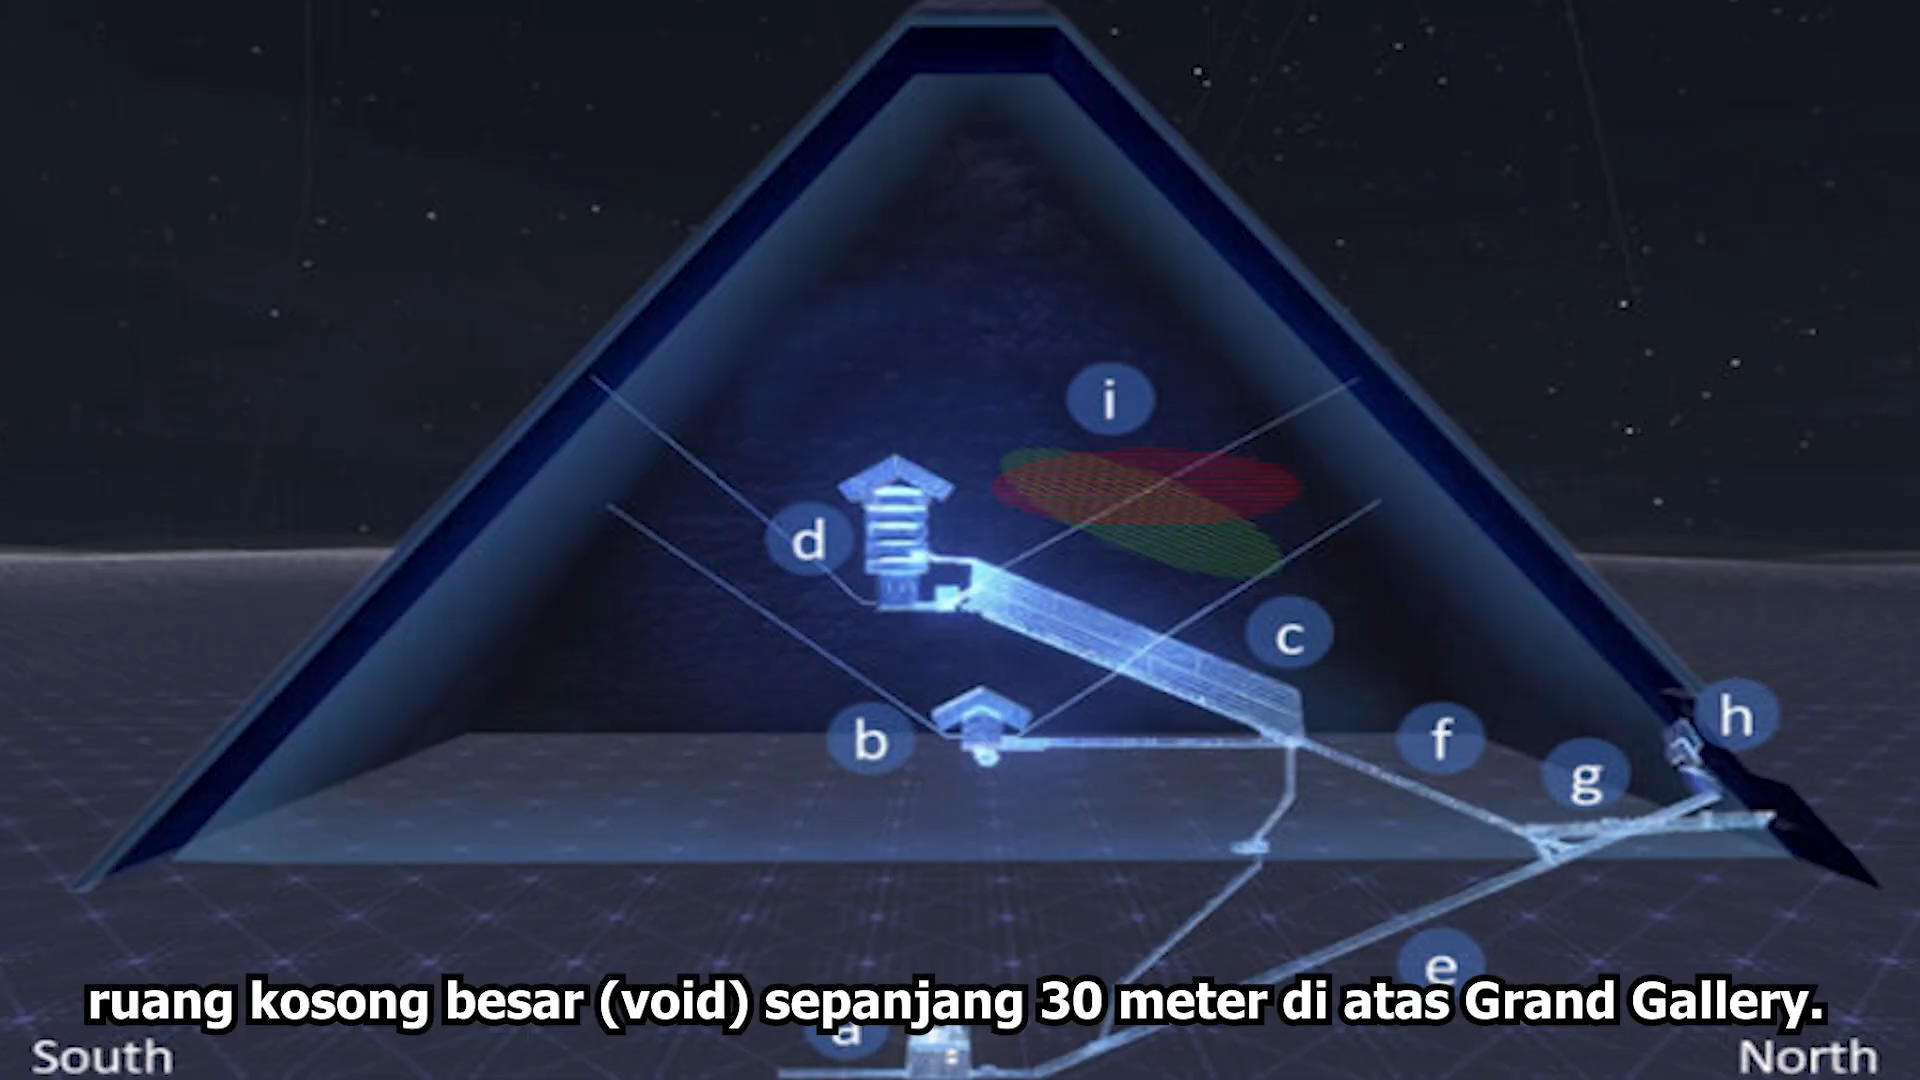 i
d
c
b
f
h
g
e
ruang kosong besar (void) sepanjang 30 meter di atas Grand Gallery.
a
South
North